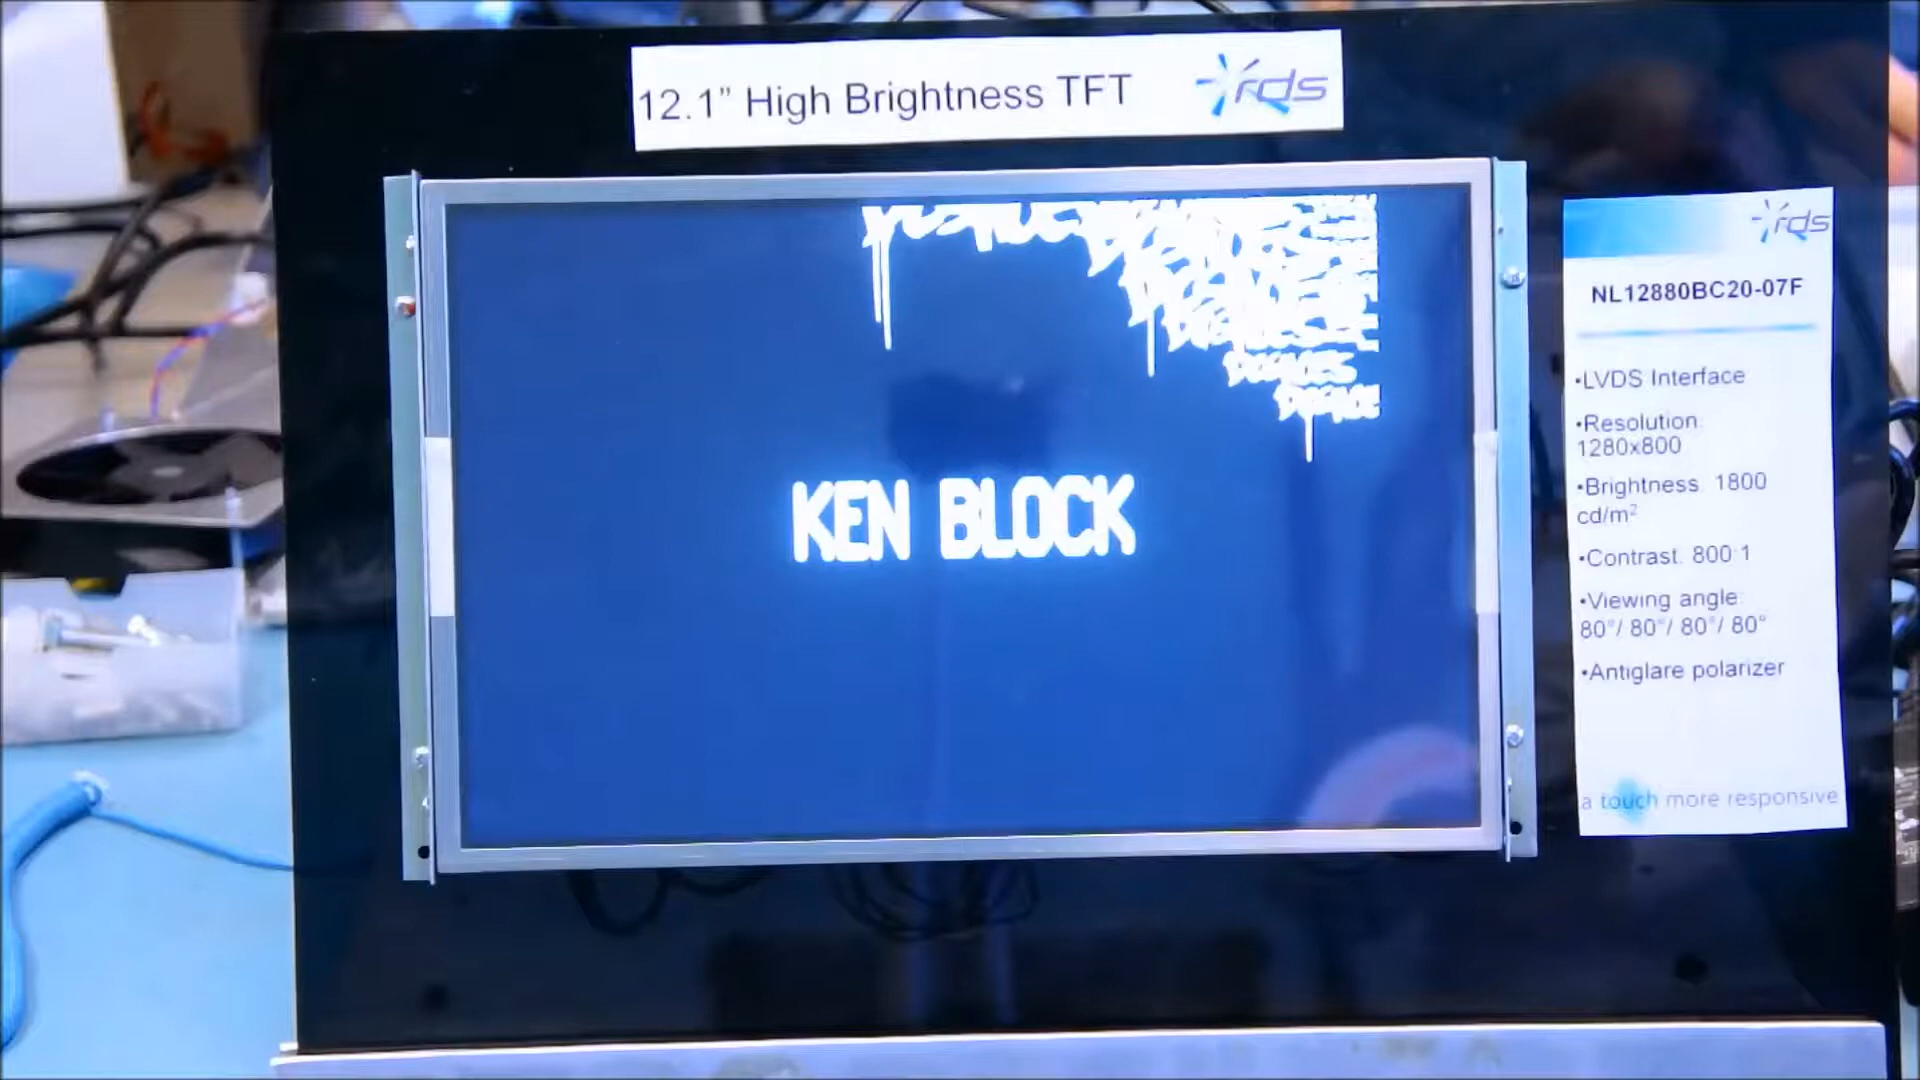 12.1” High Brightness TFT
rds
KEN BLOCK
rds
NL12880BC20-07F
•LVDS Interface
•Resolution:
1280x800
•Brightness: 1800
cd/m²
•Contrast: 800:1
•Viewing angle:
80°/ 80°/ 80°/ 80°
•Antiglare polarizer
a touch more responsive